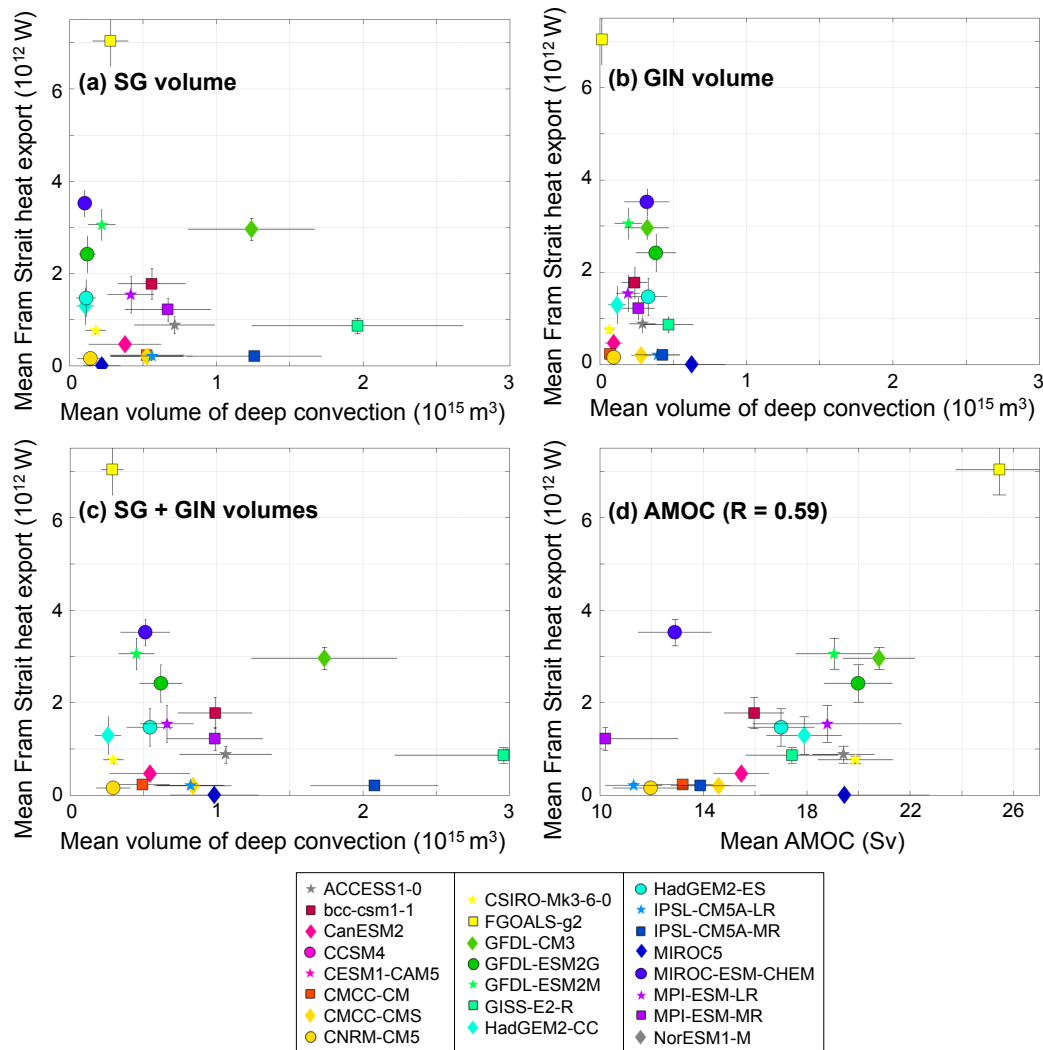 Mean Fram Strait heat export (10¹² W)
(a) SG volume
6
4
2
0
0
1
2
3
Mean volume of deep convection (10¹⁵ m³)
Mean Fram Strait heat export (10¹² W)
(b) GIN volume
6
4
2
0
0
1
2
3
Mean volume of deep convection (10¹⁵ m³)
Mean Fram Strait heat export (10¹² W)
(c) SG + GIN volumes
6
4
2
0
0
1
2
3
Mean volume of deep convection (10¹⁵ m³)
Mean Fram Strait heat export (10¹² W)
(d) AMOC (R = 0.59)
6
4
2
0
10
14
18
22
26
Mean AMOC (Sv)
ACCESS1-0
bcc-csm1-1
CanESM2
CCSM4
CESM1-CAM5
CMCC-CM
CMCC-CMS
CNRM-CM5
CSIRO-Mk3-6-0
FGOALS-g2
GFDL-CM3
GFDL-ESM2G
GFDL-ESM2M
GISS-E2-R
HadGEM2-CC
HadGEM2-ES
IPSL-CM5A-LR
IPSL-CM5A-MR
MIROC5
MIROC-ESM-CHEM
MPI-ESM-LR
MPI-ESM-MR
NorESM1-M